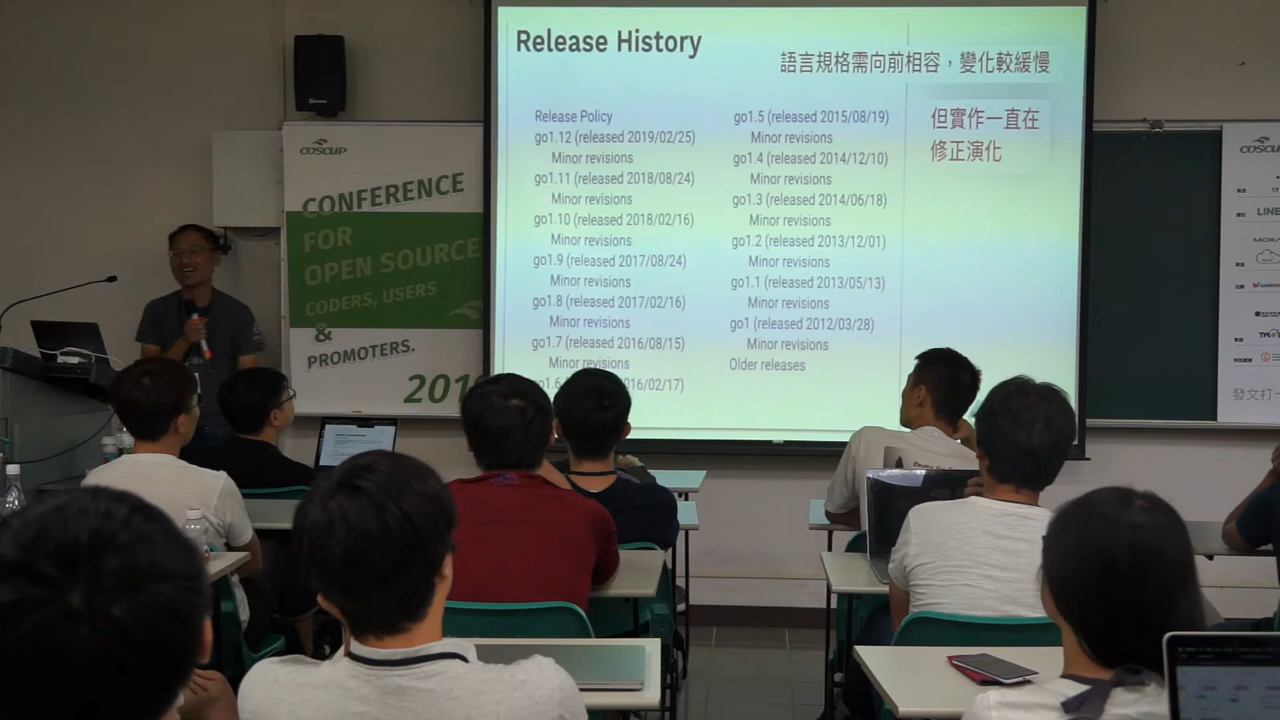 Release History
語言規格需向前相容，變化較緩慢
但實作一直在
修正演化
Release Policy
go1.12 (released 2019/02/25)
Minor revisions
go1.11 (released 2018/08/24)
Minor revisions
go1.10 (released 2018/02/16)
Minor revisions
go1.9 (released 2017/08/24)
Minor revisions
go1.8 (released 2017/02/16)
Minor revisions
go1.7 (released 2016/08/15)
Minor revisions
2016/02/17)
go1.5 (released 2015/08/19)
Minor revisions
go1.4 (released 2014/12/10)
Minor revisions
go1.3 (released 2014/06/18)
Minor revisions
go1.2 (released 2013/12/01)
Minor revisions
go1.1 (released 2013/05/13)
Minor revisions
go1 (released 2012/03/28)
Minor revisions
Older releases
COSCUP
CONFERENCE
FOR
OPEN SOURCE
CODERS, USERS
&
PROMOTERS.
201
COSCUP
LINE
發文打